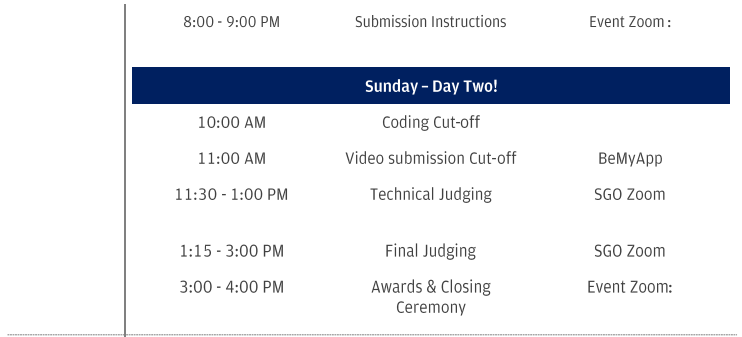 8:00 - 9:00 PM Submission Instructions Event Zoom :
Sunday – Day Two!
10:00 AM Coding Cut-off
11:00 AM Video submission Cut-off BeMyApp
11:30 - 1:00 PM Technical Judging SGO Zoom
1:15 - 3:00 PM Final Judging SGO Zoom
3:00 - 4:00 PM Awards & Closing Event Zoom:
Ceremony